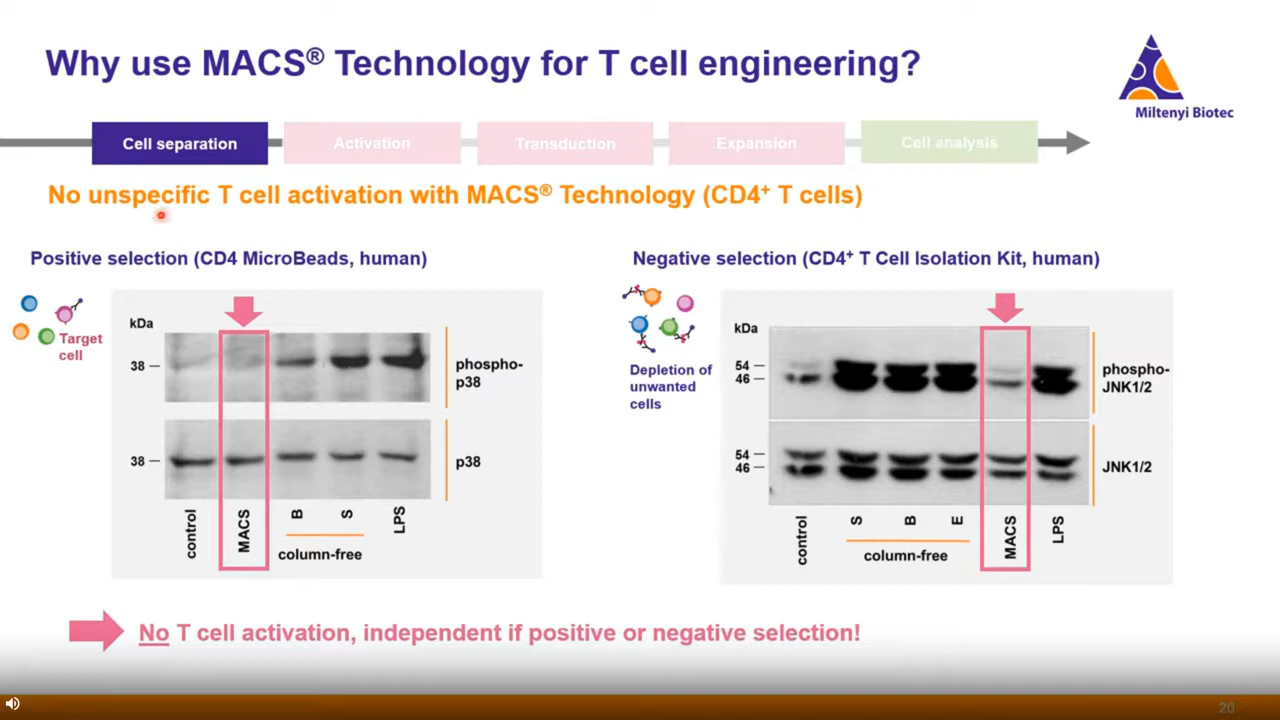 Why use MACS® Technology for T cell engineering?
Miltenyi Biotec
Cell separation
Activation
Transduction
Expansion
Cell analysis
No unspecific T cell activation with MACS® Technology (CD4⁺ T cells)
Positive selection (CD4 MicroBeads, human)
Target
cell
kDa
38
phospho-
p38
38
p38
control
MACS
B
S
LPS
column-free
Negative selection (CD4⁺ T Cell Isolation Kit, human)
Depletion of
unwanted
cells
kDa
54
46
phospho-
JNK1/2
54
46
JNK1/2
control
S
B
E
MACS
LPS
column-free
No T cell activation, independent if positive or negative selection!
20